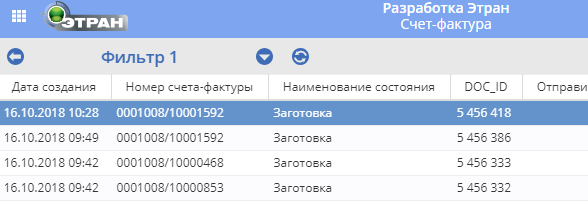 ЭТРАН
Разработка Этран
Счет-фактура
Фильтр 1
Дата создания Номер счета-фактуры Наименование состояния DOC_ID Отправи
16.10.2018 10:28 0001008/10001592 Заготовка 5 456 418
16.10.2018 09:49 0001008/10001592 Заготовка 5 456 386
16.10.2018 09:42 0001008/10000468 Заготовка 5 456 333
16.10.2018 09:42 0001008/10000853 Заготовка 5 456 332